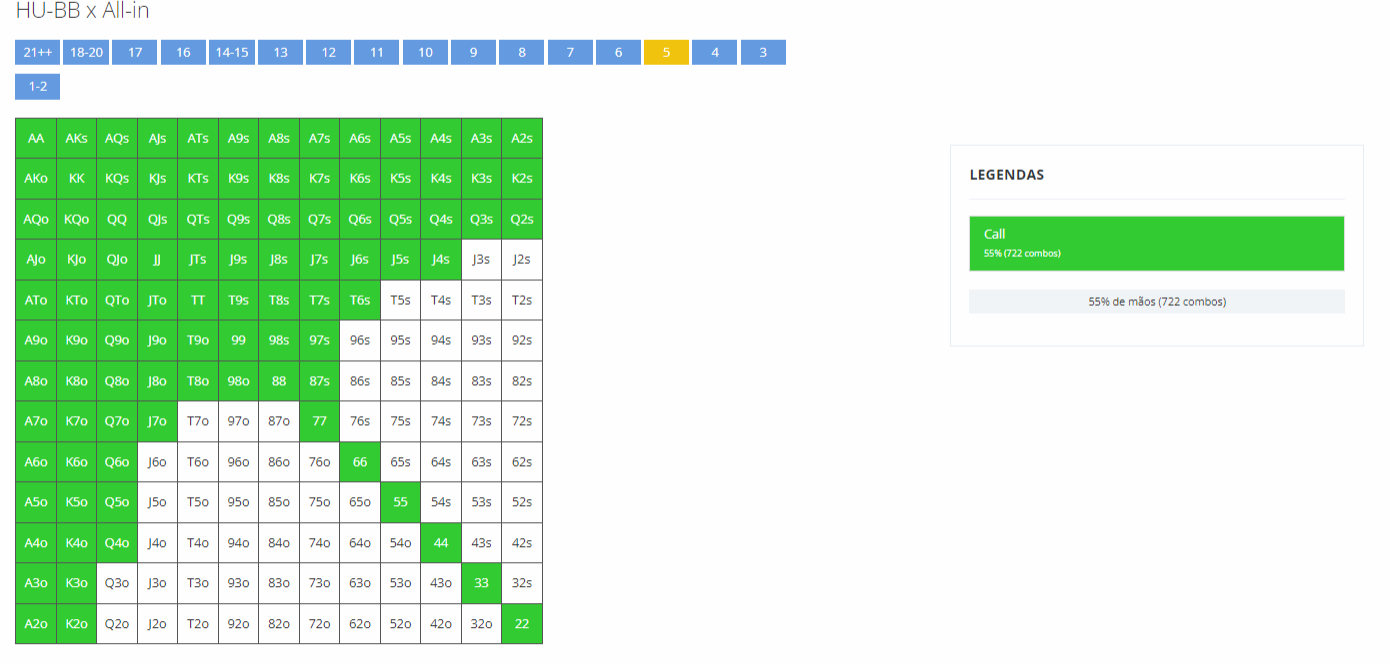 HU-BB x All-in
21++ 18-20 17 16 14-15 13 12 11 10 9 8 7 6 5 4 3
1-2
AA AKs AQs AJs ATs A9s A8s A7s A6s A5s A4s A3s A2s
AKo KK KQs KJs KTs K9s K8s K7s K6s K5s K4s K3s K2s
AQo KQo QQ QJs QTs Q9s Q8s Q7s Q6s Q5s Q4s Q3s Q2s
AJo KJo QJo JJ JTs J9s J8s J7s J6s J5s J4s J3s J2s
ATo KTo QTo JTo TT T9s T8s T7s T6s T5s T4s T3s T2s
A9o K9o Q9o J9o T9o 99 98s 97s 96s 95s 94s 93s 92s
A8o K8o Q8o J8o T8o 98o 88 87s 86s 85s 84s 83s 82s
A7o K7o Q7o J7o T7o 97o 87o 77 76s 75s 74s 73s 72s
A6o K6o Q6o J6o T6o 96o 86o 76o 66 65s 64s 63s 62s
A5o K5o Q5o J5o T5o 95o 85o 75o 65o 55 54s 53s 52s
A4o K4o Q4o J4o T4o 94o 84o 74o 64o 54o 44 43s 42s
A3o K3o Q3o J3o T3o 93o 83o 73o 63o 53o 43o 33 32s
A2o K2o Q2o J2o T2o 92o 82o 72o 62o 52o 42o 32o 22
LEGENDAS
Call
55% (722 combos)
55% de mãos (722 combos)